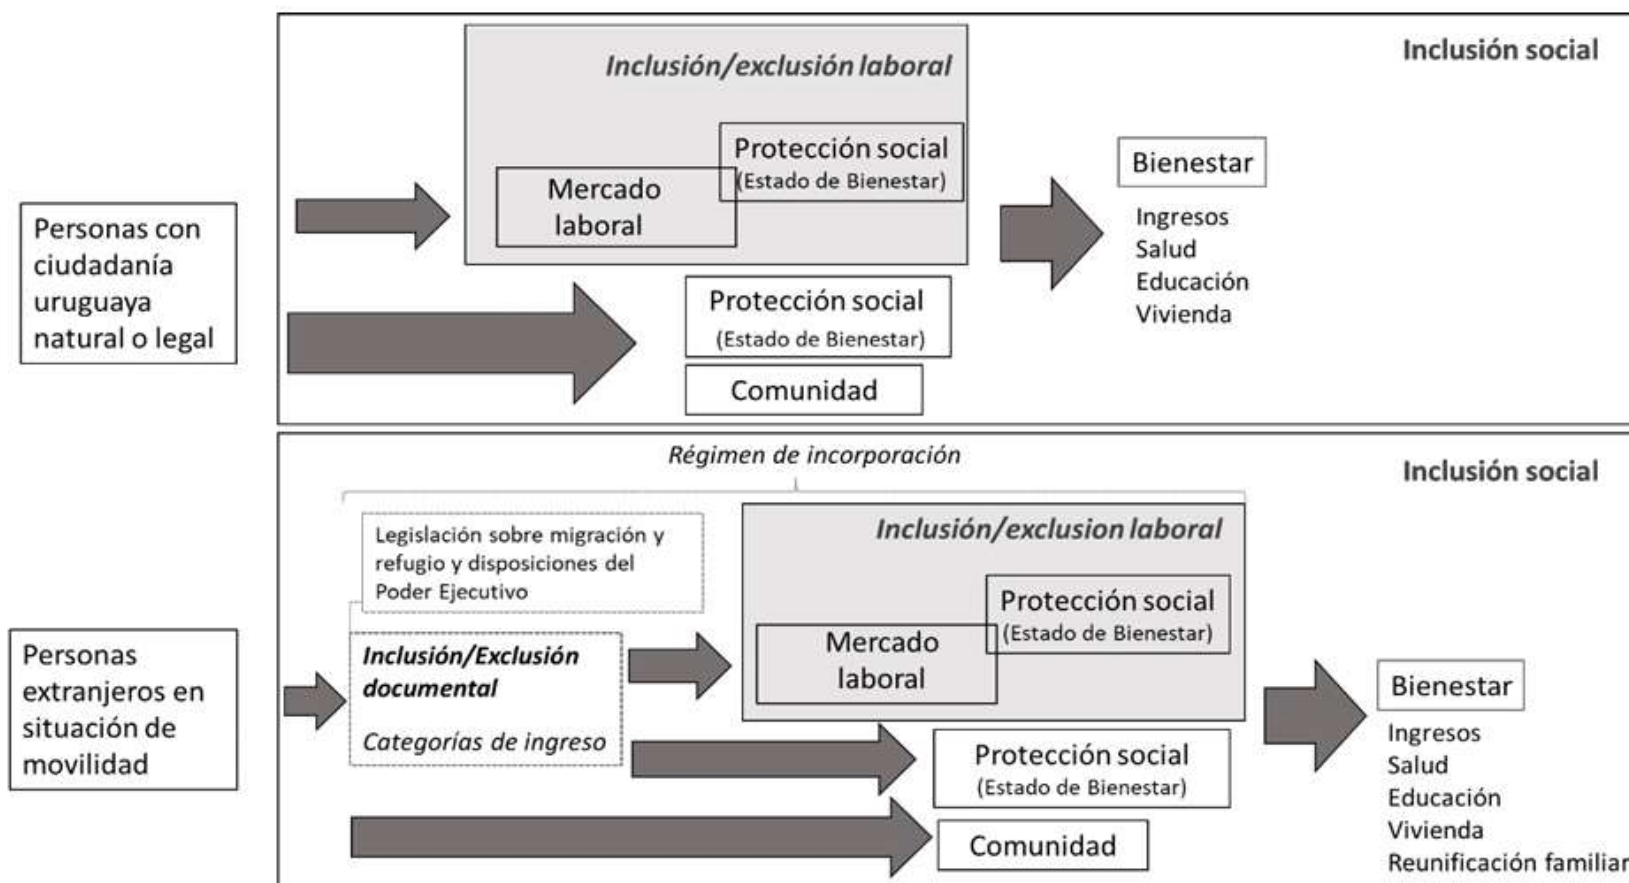 Inclusión social
Inclusión/exclusión laboral
Protección social
(Estado de Bienestar)
Mercado
laboral
Bienestar
Ingresos
Salud
Educación
Vivienda
Personas con
ciudadanía
uruguaya
natural o legal
Protección social
(Estado de Bienestar)
Comunidad
Régimen de incorporación
Inclusión social
Legislación sobre migración y
refugio y disposiciones del
Poder Ejecutivo
Inclusión/exclusion laboral
Protección social
(Estado de Bienestar)
Mercado
laboral
Personas
extranjeros en
situación de
movilidad
Inclusión/Exclusión
documental
Categorías de ingreso
Bienestar
Ingresos
Salud
Educación
Vivienda
Reunificación familiar
Protección social
(Estado de Bienestar)
Comunidad